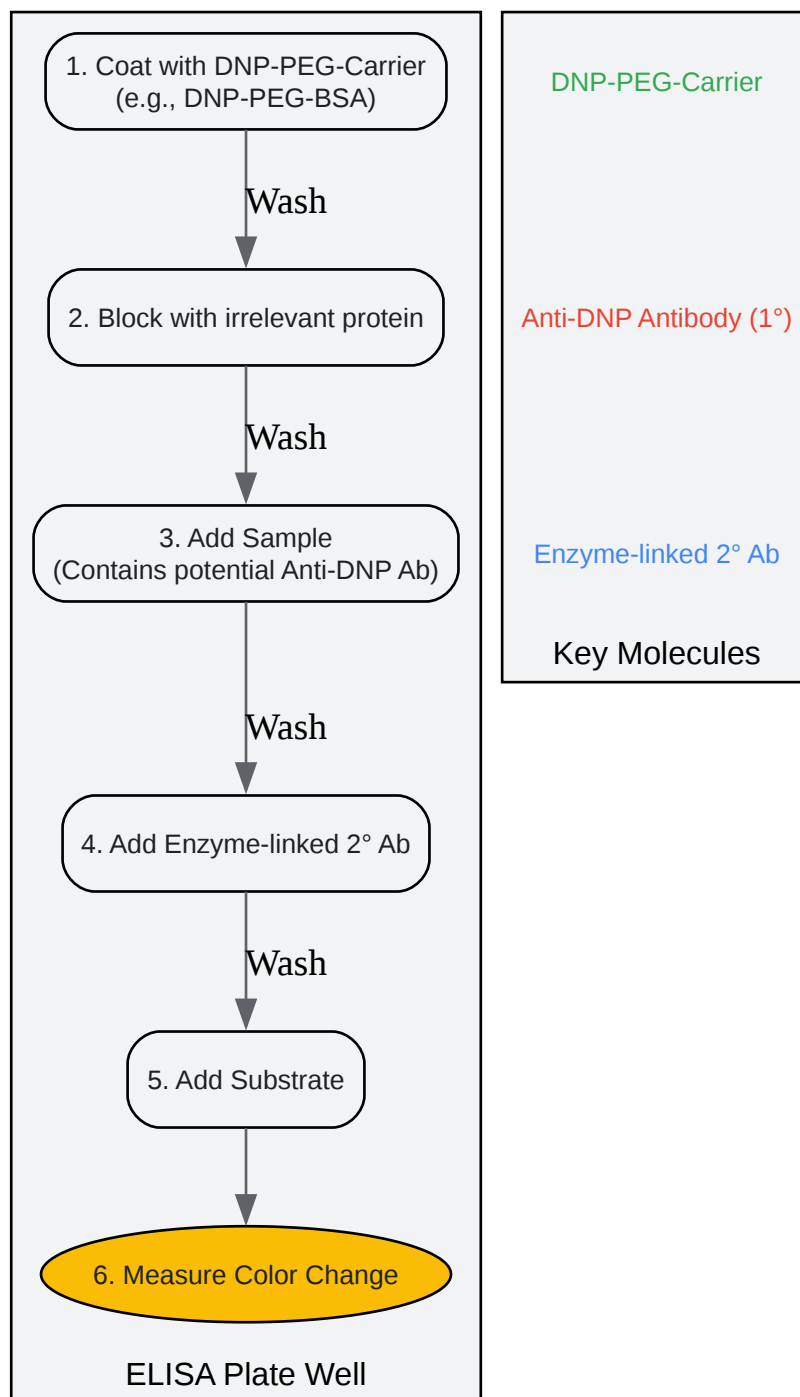 1. Coat with DNP-PEG-Carrier
(e.g., DNP-PEG-BSA)
Wash
2. Block with irrelevant protein
Wash
3. Add Sample
(Contains potential Anti-DNP Ab)
Wash
4. Add Enzyme-linked 2° Ab
Wash
5. Add Substrate
6. Measure Color Change
ELISA Plate Well
DNP-PEG-Carrier
Anti-DNP Antibody (1°)
Enzyme-linked 2° Ab
Key Molecules